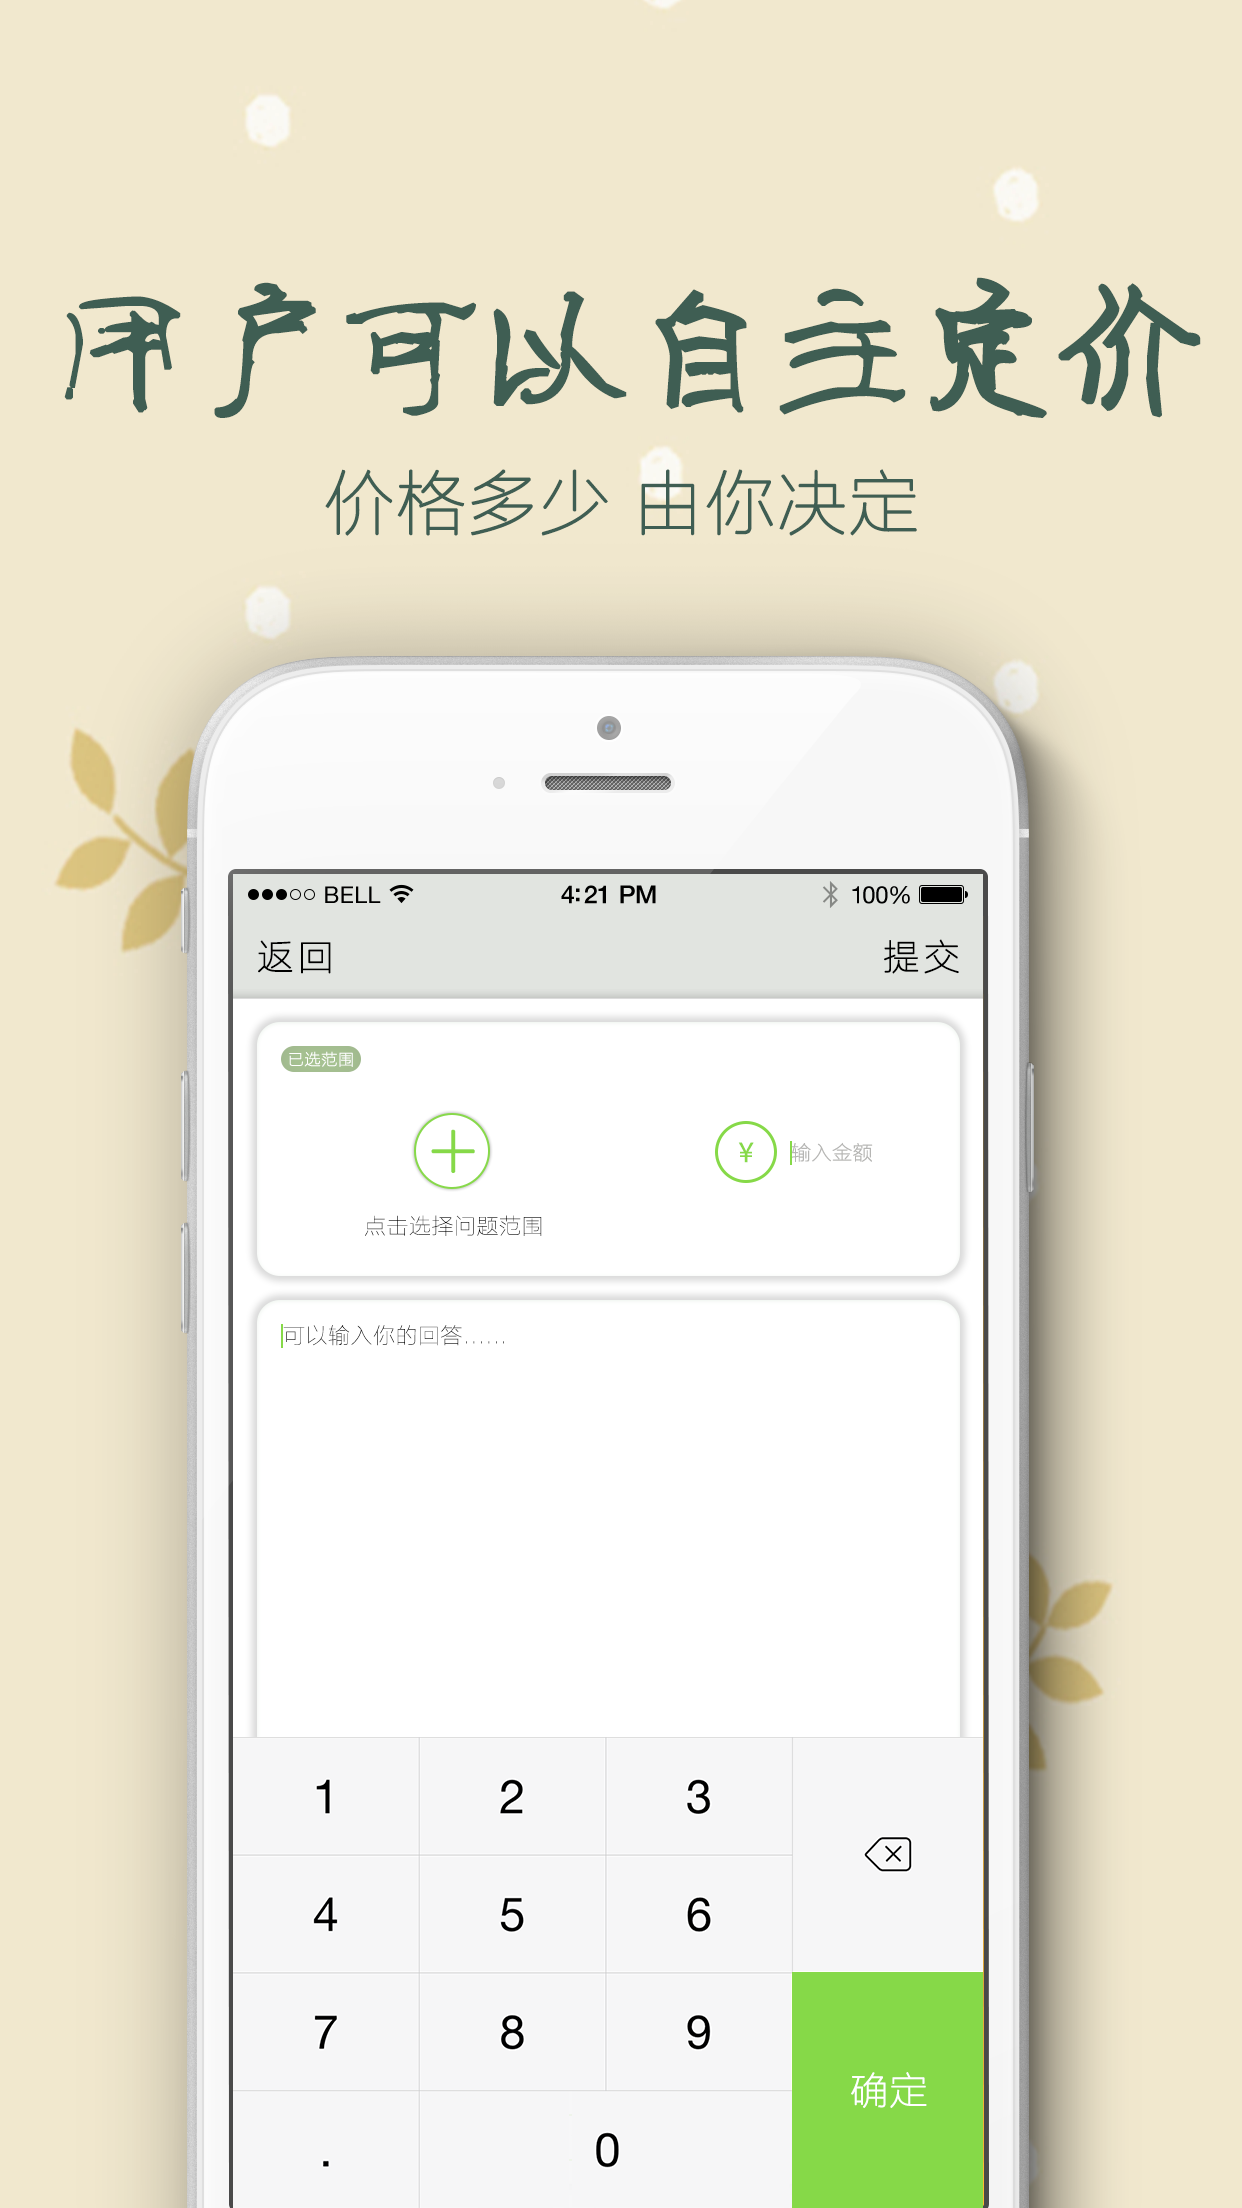 用户可以自主定价
价格多少 由你决定
BELL 4:21 PM 100%
返回 提交
已选范围
¥ 输入金额
点击选择问题范围
可以输入你的回答......
1 2 3
4 5 6
7 8 9
确定
. 0